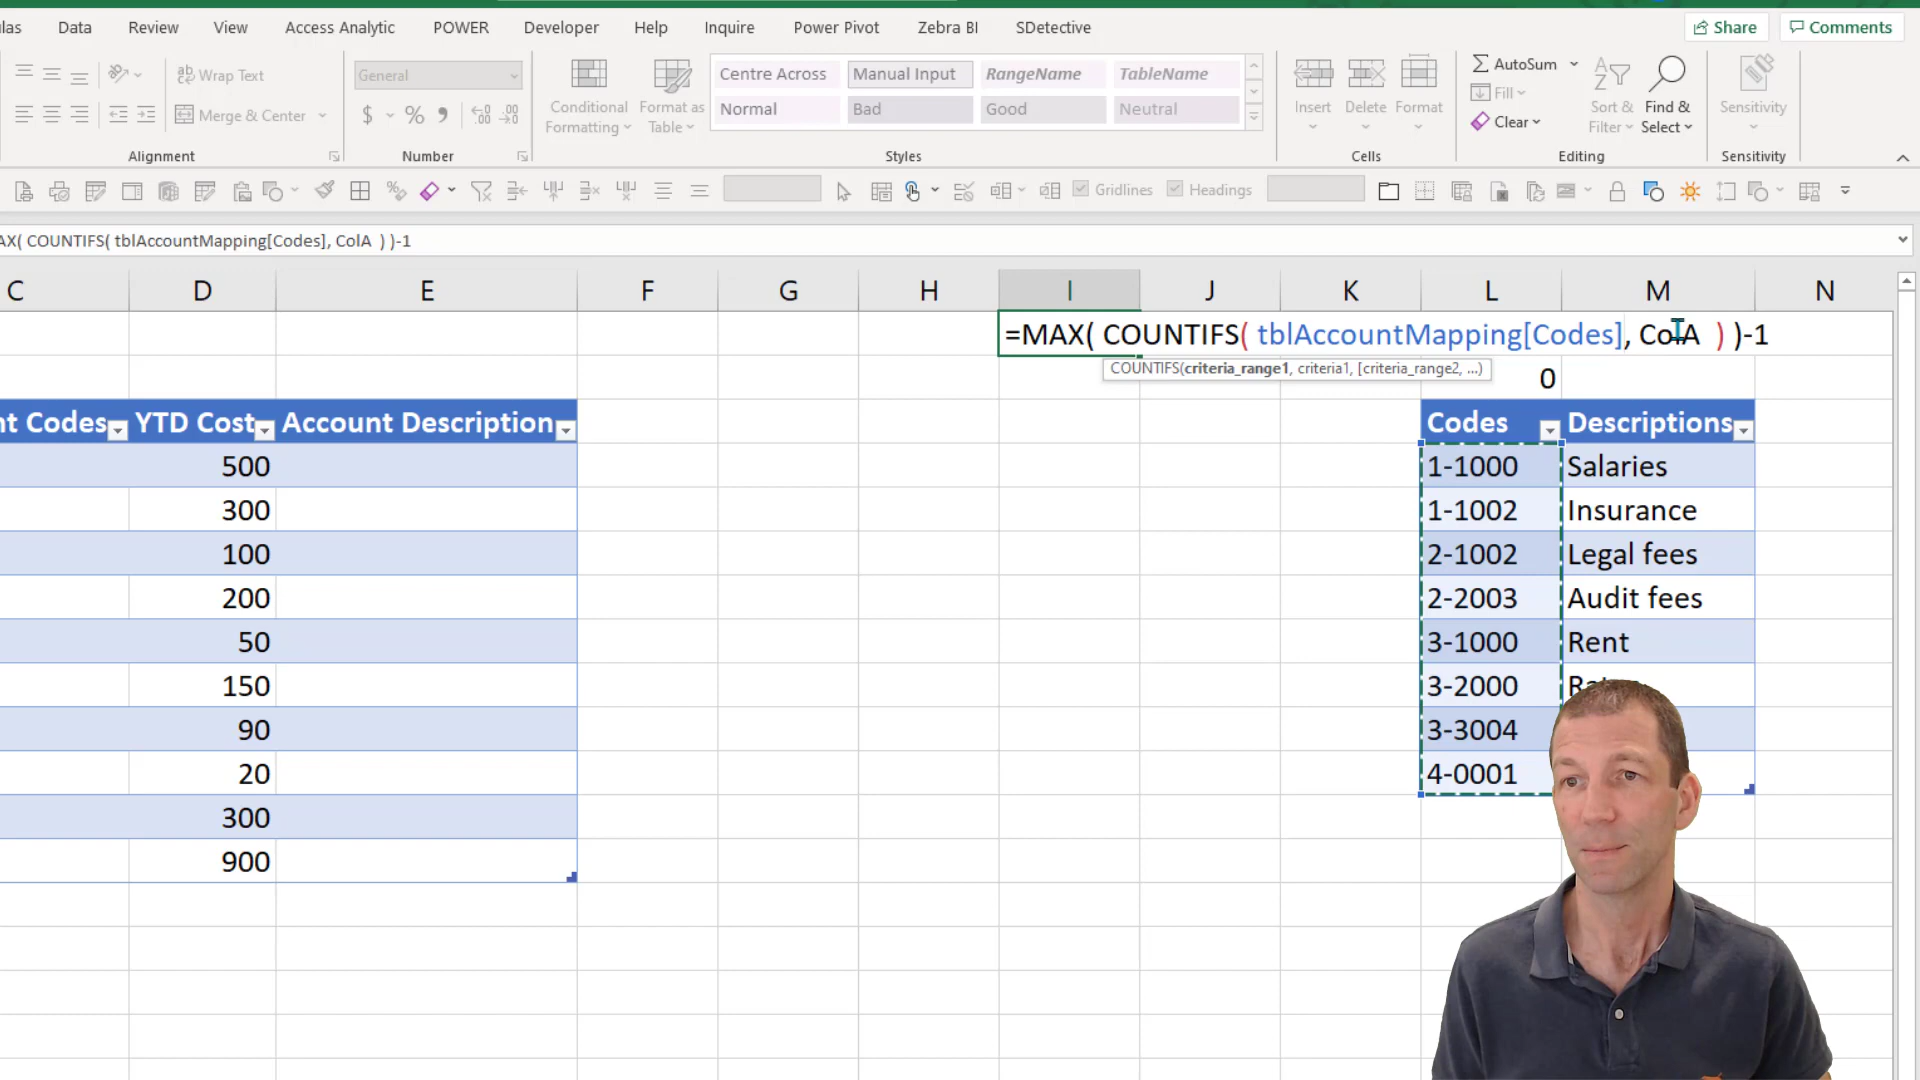 las Data Review View Access Analytic POWER Developer Help Inquire Power Pivot Zebra BI SDetective Share Comments
Wrap Text General Centre Across Manual Input RangeName TableName AutoSum
Merge & Center $ % Conditional Formatting Format as Table Normal Bad Good Neutral Insert Delete Format Fill Clear Sort & Filter Find & Select Sensitivity
Alignment Number Styles Cells Editing Sensitivity
Gridlines Headings
AX( COUNTIFS( tblAccountMapping[Codes], ColA ) )-1
C D E F G H I J K L M N
=MAX( COUNTIFS( tblAccountMapping[Codes], ColA ) )-1
COUNTIFS(criteria_range1, criteria1, [criteria_range2, ...)
0
nt Codes YTD Cost Account Description Codes Descriptions
500 1-1000 Salaries
300 1-1002 Insurance
100 2-1002 Legal fees
200 2-2003 Audit fees
50 3-1000 Rent
150 3-2000
90 3-3004
20 4-0001
300
900